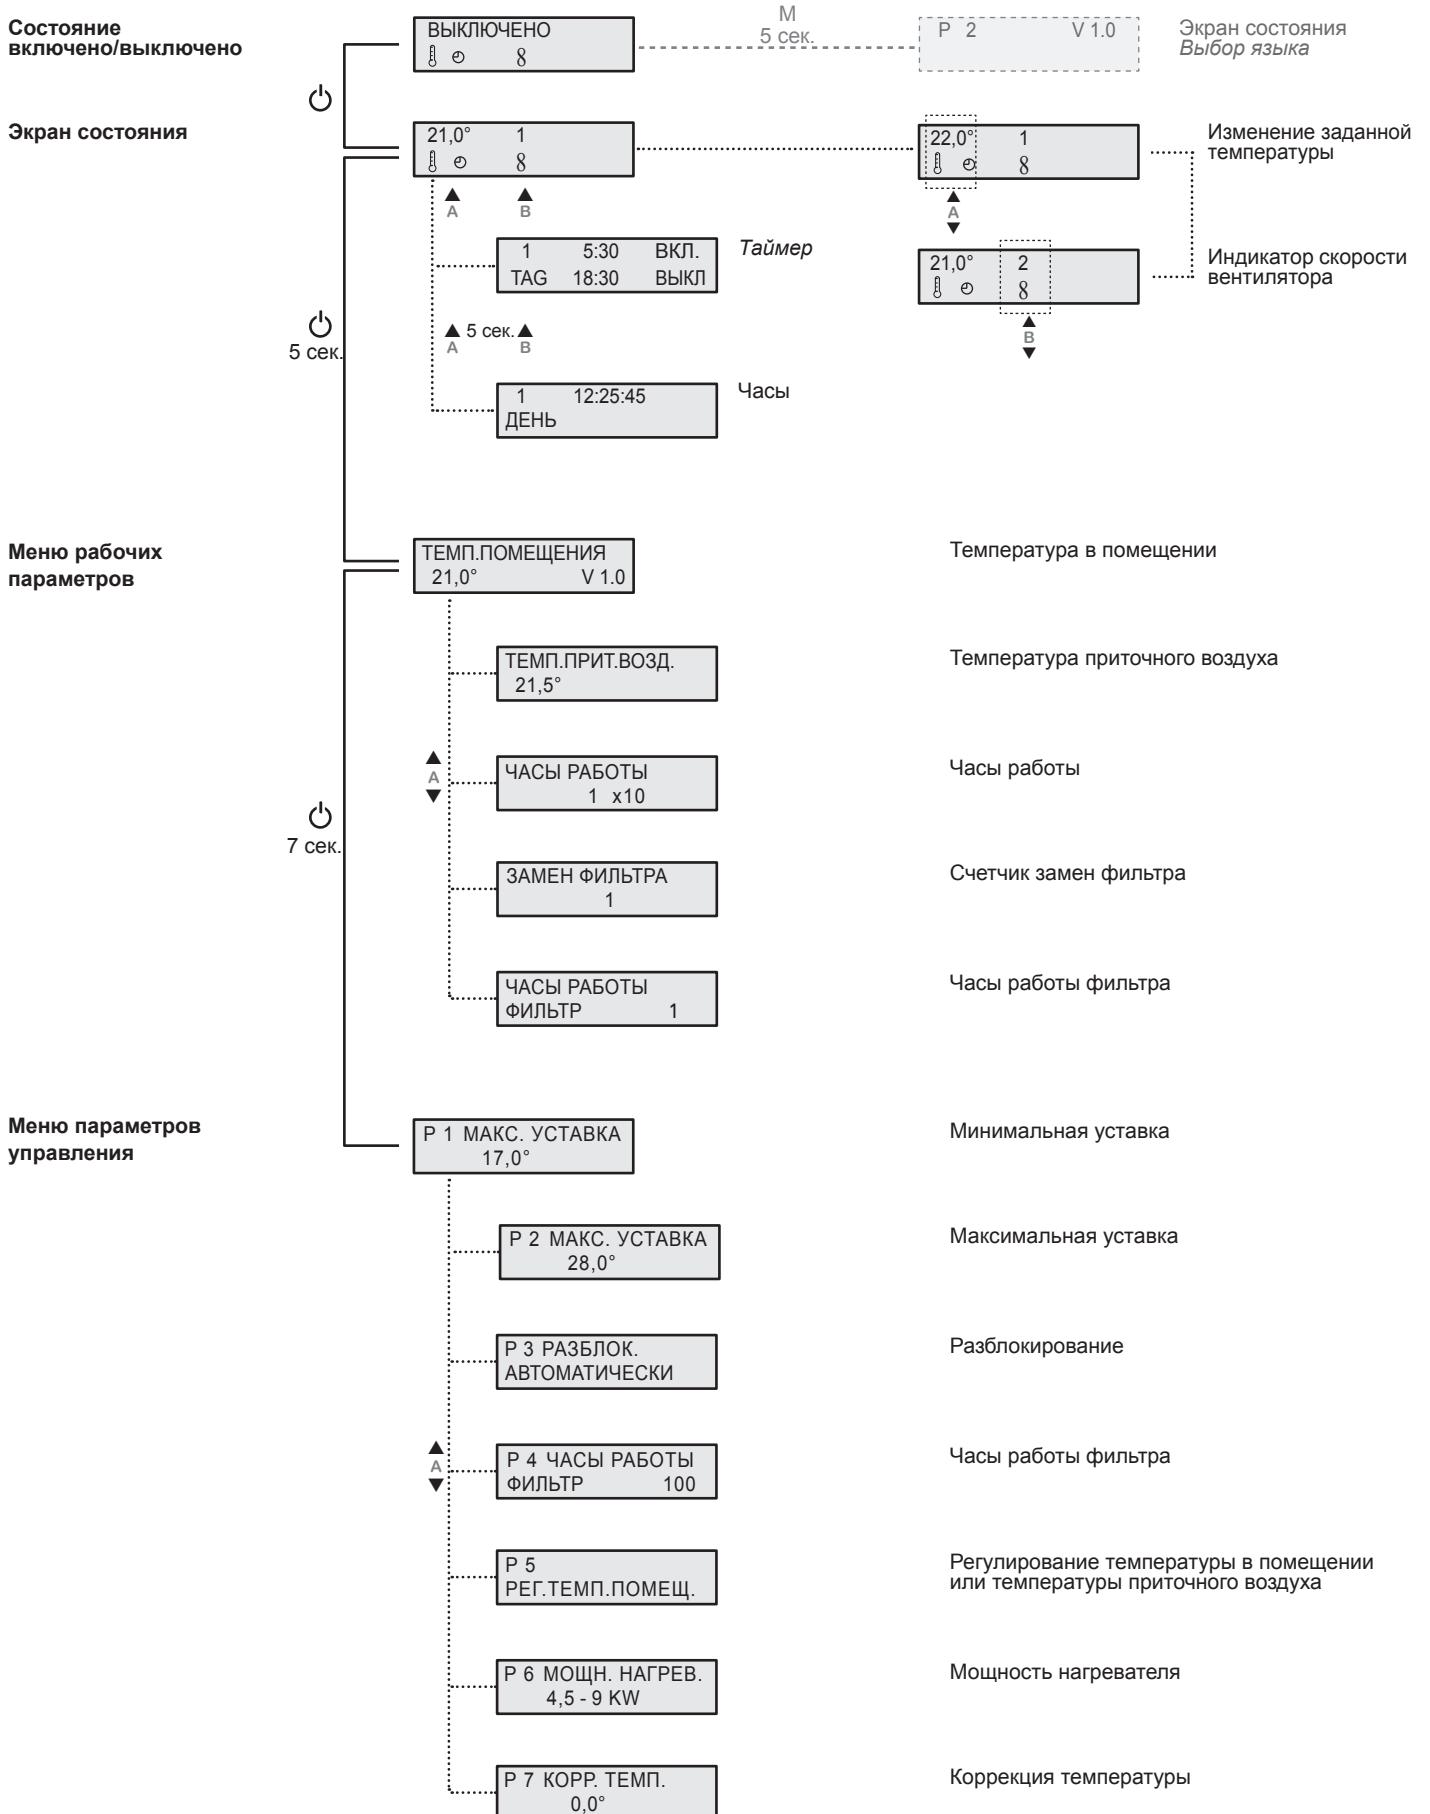 Состояние
включено/выключено
ВЫКЛЮЧЕНО
8
М
5 сек.
P 2 V 1.0
Экран состояния
Выбор языка
Экран состояния
21,0° 1
8
A B
22,0° 1
8
A
Изменение заданной
температуры
1 5:30 ВКЛ.
TAG 18:30 ВЫКЛ
Таймер
21,0° 2
8
B
Индикатор скорости
вентилятора
5 сек.
A 5 сек. B
1 12:25:45
ДЕНЬ
Часы
Меню рабочих
параметров
ТЕМП.ПОМЕЩЕНИЯ
21,0° V 1.0
Температура в помещении
ТЕМП.ПРИТ.ВОЗД.
21,5°
Температура приточного воздуха
A
ЧАСЫ РАБОТЫ
1 x10
Часы работы
7 сек.
ЗАМЕН ФИЛЬТРА
1
Счетчик замен фильтра
ЧАСЫ РАБОТЫ
ФИЛЬТР 1
Часы работы фильтра
Меню параметров
управления
P 1 МАКС. УСТАВКА
17,0°
Минимальная уставка
P 2 МАКС. УСТАВКА
28,0°
Максимальная уставка
P 3 РАЗБЛОК.
АВТОМАТИЧЕСКИ
Разблокирование
A
P 4 ЧАСЫ РАБОТЫ
ФИЛЬТР 100
Часы работы фильтра
P 5
РЕГ.ТЕМП.ПОМЕЩ.
Регулирование температуры в помещении
или температуры приточного воздуха
P 6 МОЩН. НАГРЕВ.
4,5 - 9 KW
Мощность нагревателя
P 7 КОРР. ТЕМП.
0,0°
Коррекция температуры